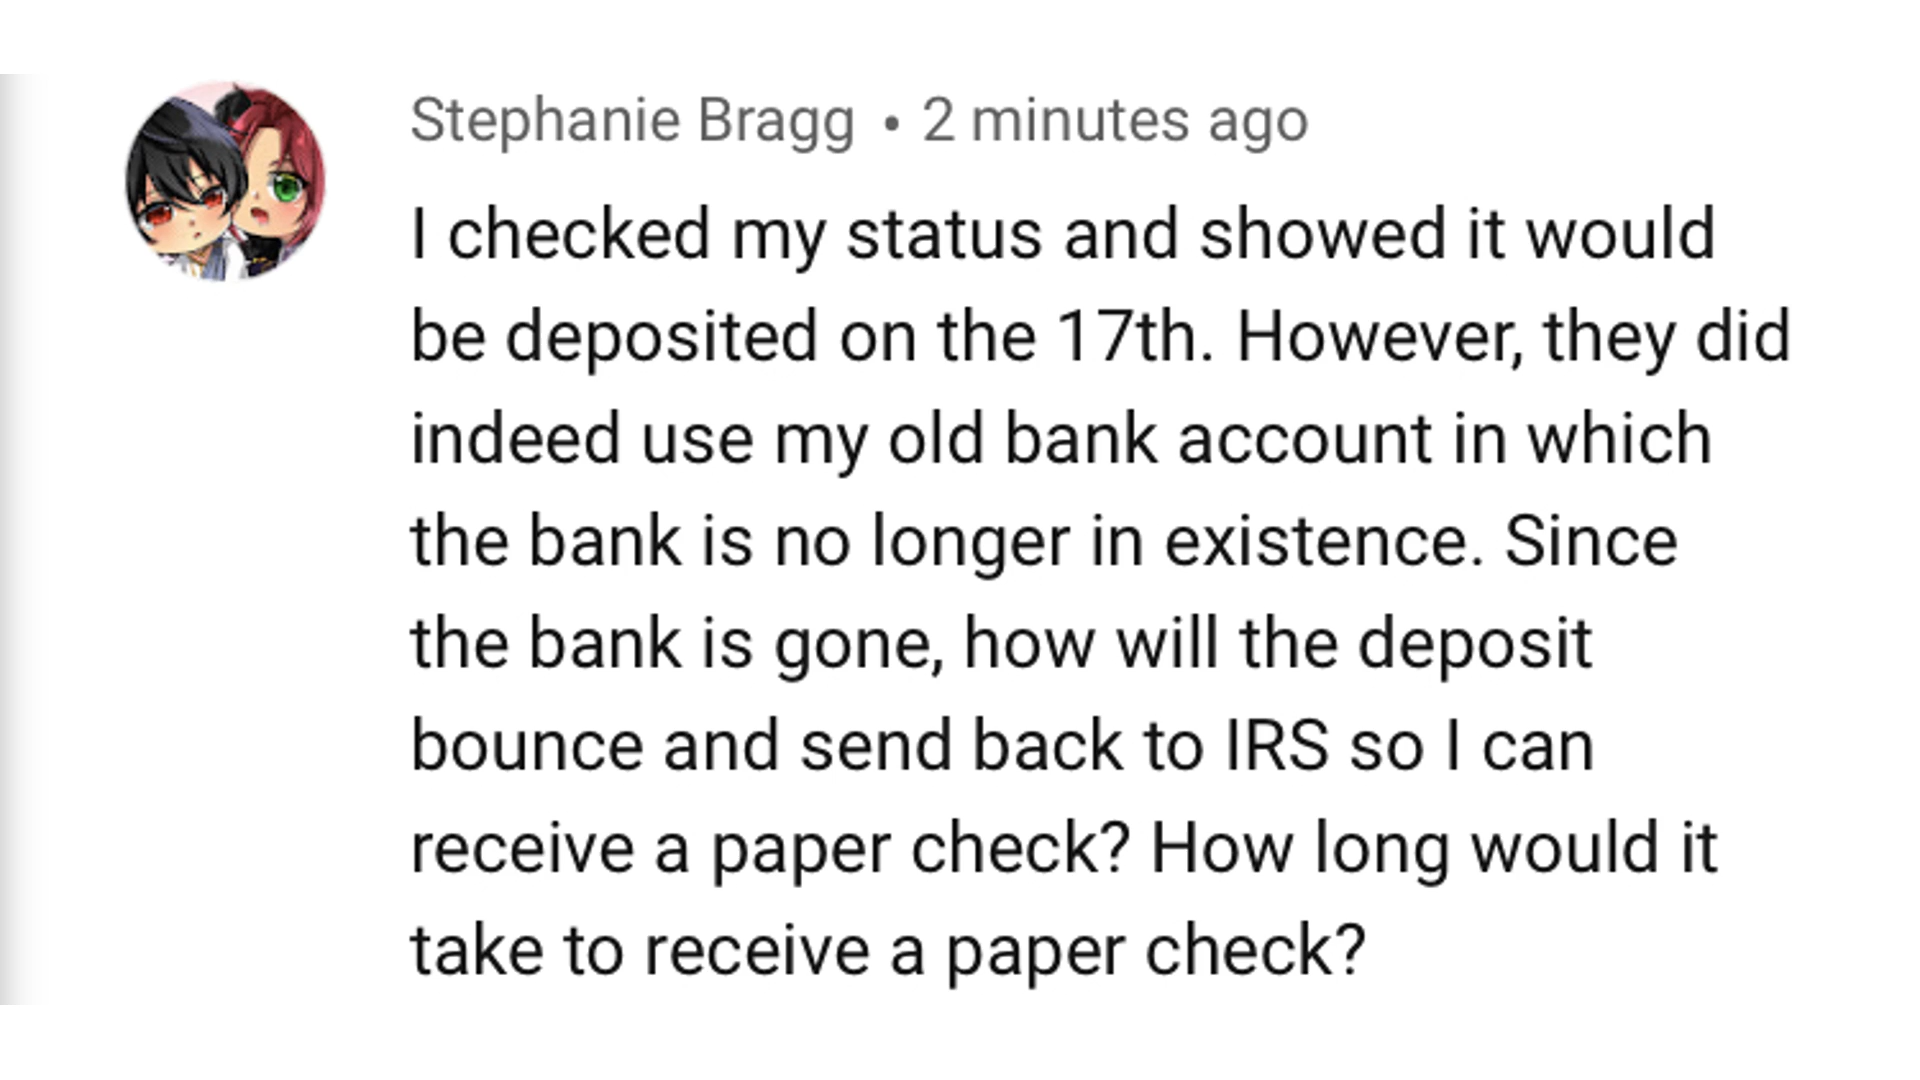 Stephanie Bragg • 2 minutes ago
I checked my status and showed it would
be deposited on the 17th. However, they did
indeed use my old bank account in which
the bank is no longer in existence. Since
the bank is gone, how will the deposit
bounce and send back to IRS so I can
receive a paper check? How long would it
take to receive a paper check?